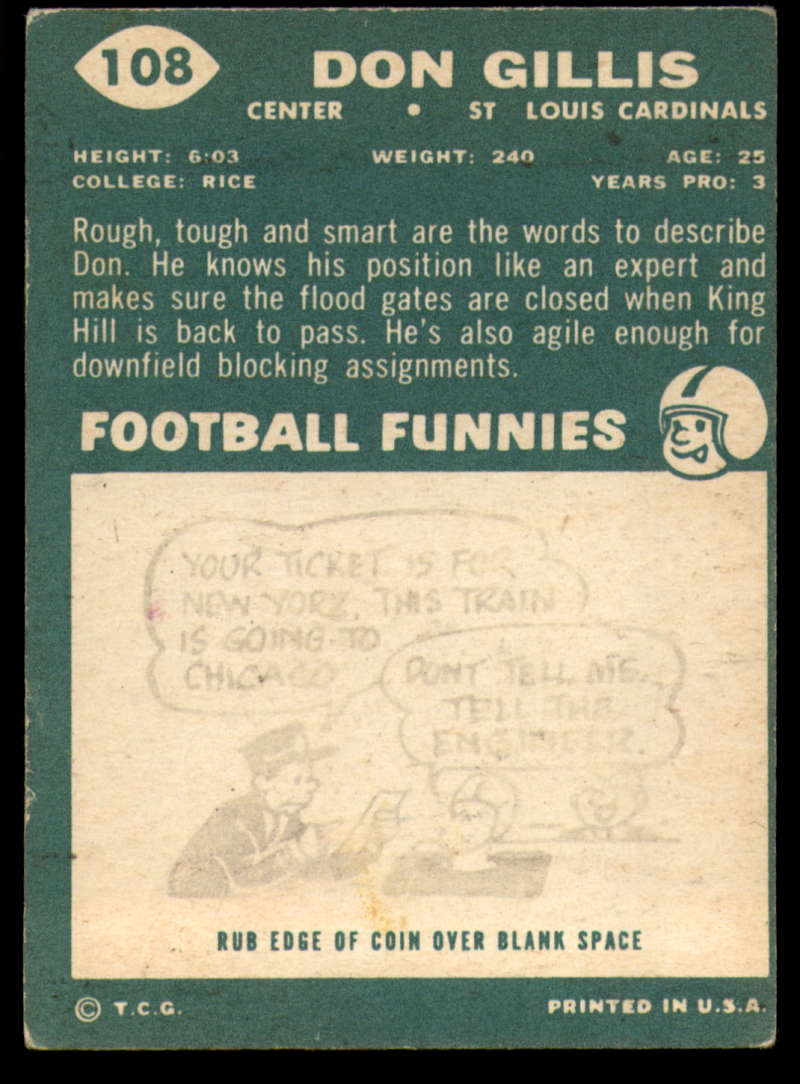 108
DON GILLIS
CENTER • ST LOUIS CARDINALS
HEIGHT: 6:03 WEIGHT: 240 AGE: 25
COLLEGE: RICE YEARS PRO: 3
Rough, tough and smart are the words to describe
Don. He knows his position like an expert and
makes sure the flood gates are closed when King
Hill is back to pass. He's also agile enough for
downfield blocking assignments.
FOOTBALL FUNNIES
YOUR TICKET IS FOR
NEW YORK, THIS TRAIN
IS GOING TO
CHICAGO
DONT TELL ME.
TELL THE
ENGINEER.
RUB EDGE OF COIN OVER BLANK SPACE
© T.C.G. PRINTED IN U.S.A.